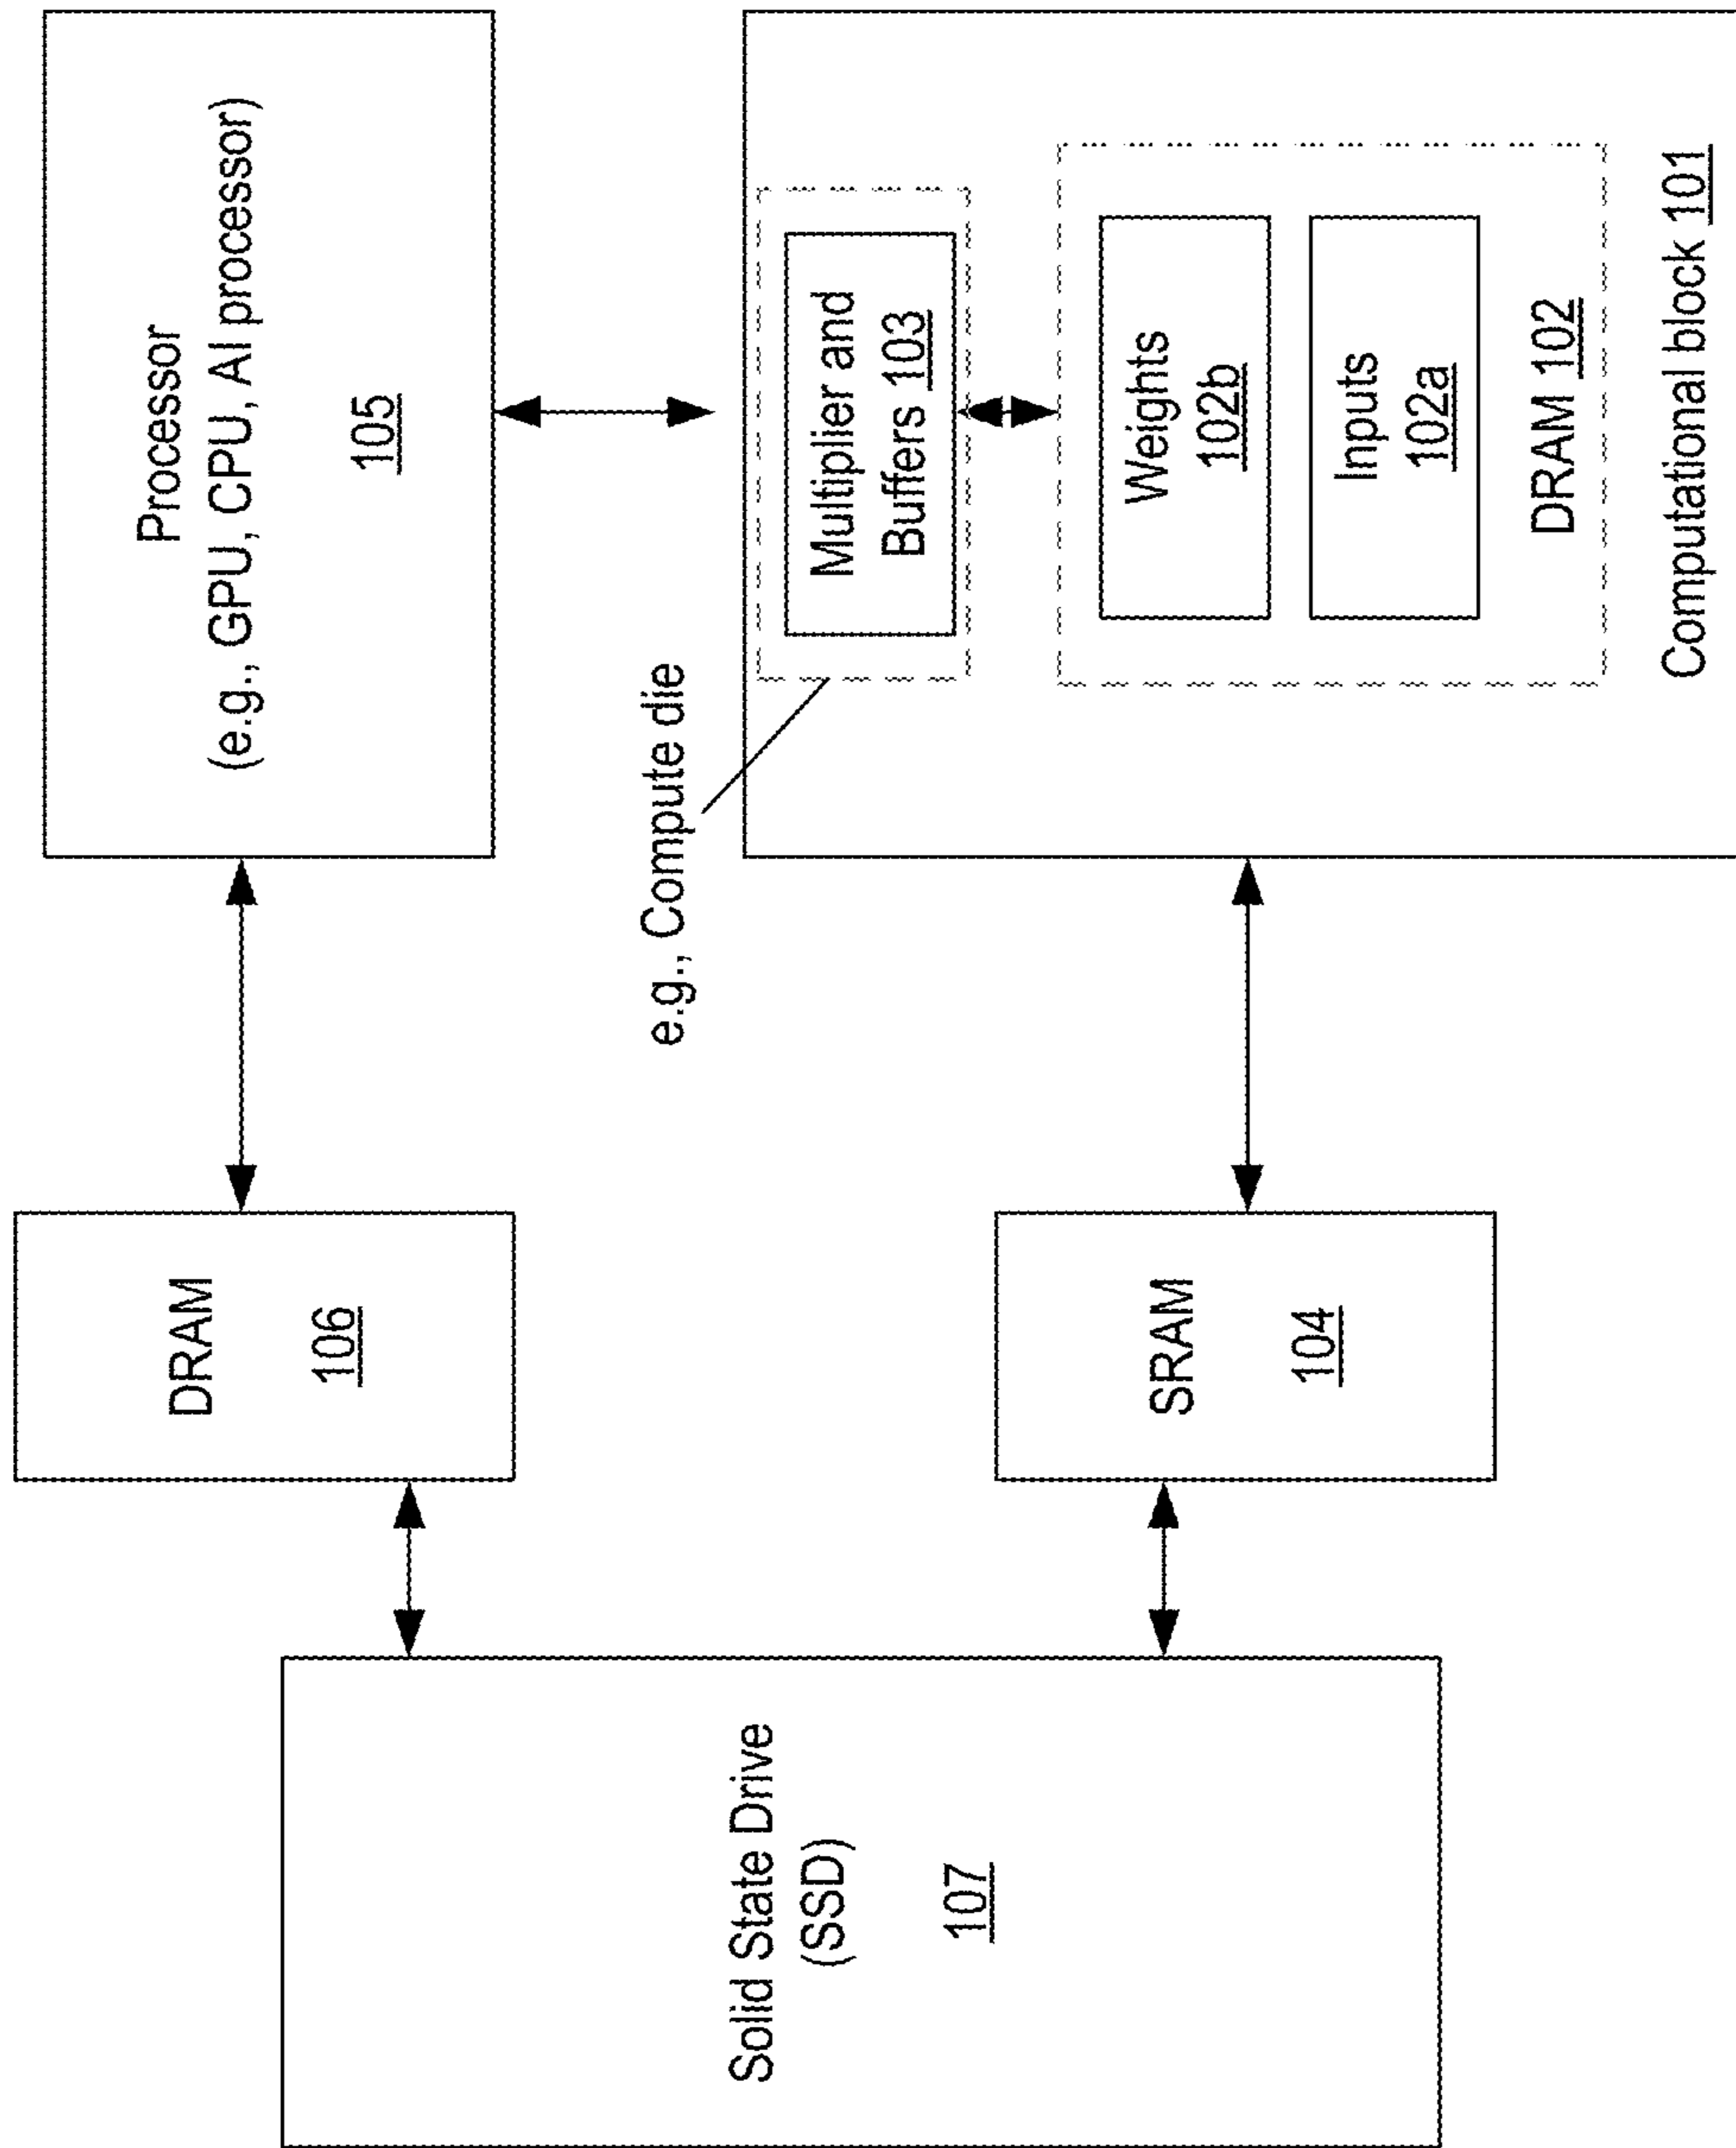 Solid State Drive
(SSD)
107
DRAM
106
SRAM
104
Processor
(e.g., GPU, CPU, AI processor)
105
e.g., Compute die
Multiplier and
Buffers 103
Weights
102b
Inputs
102a
DRAM 102
Computational block 101